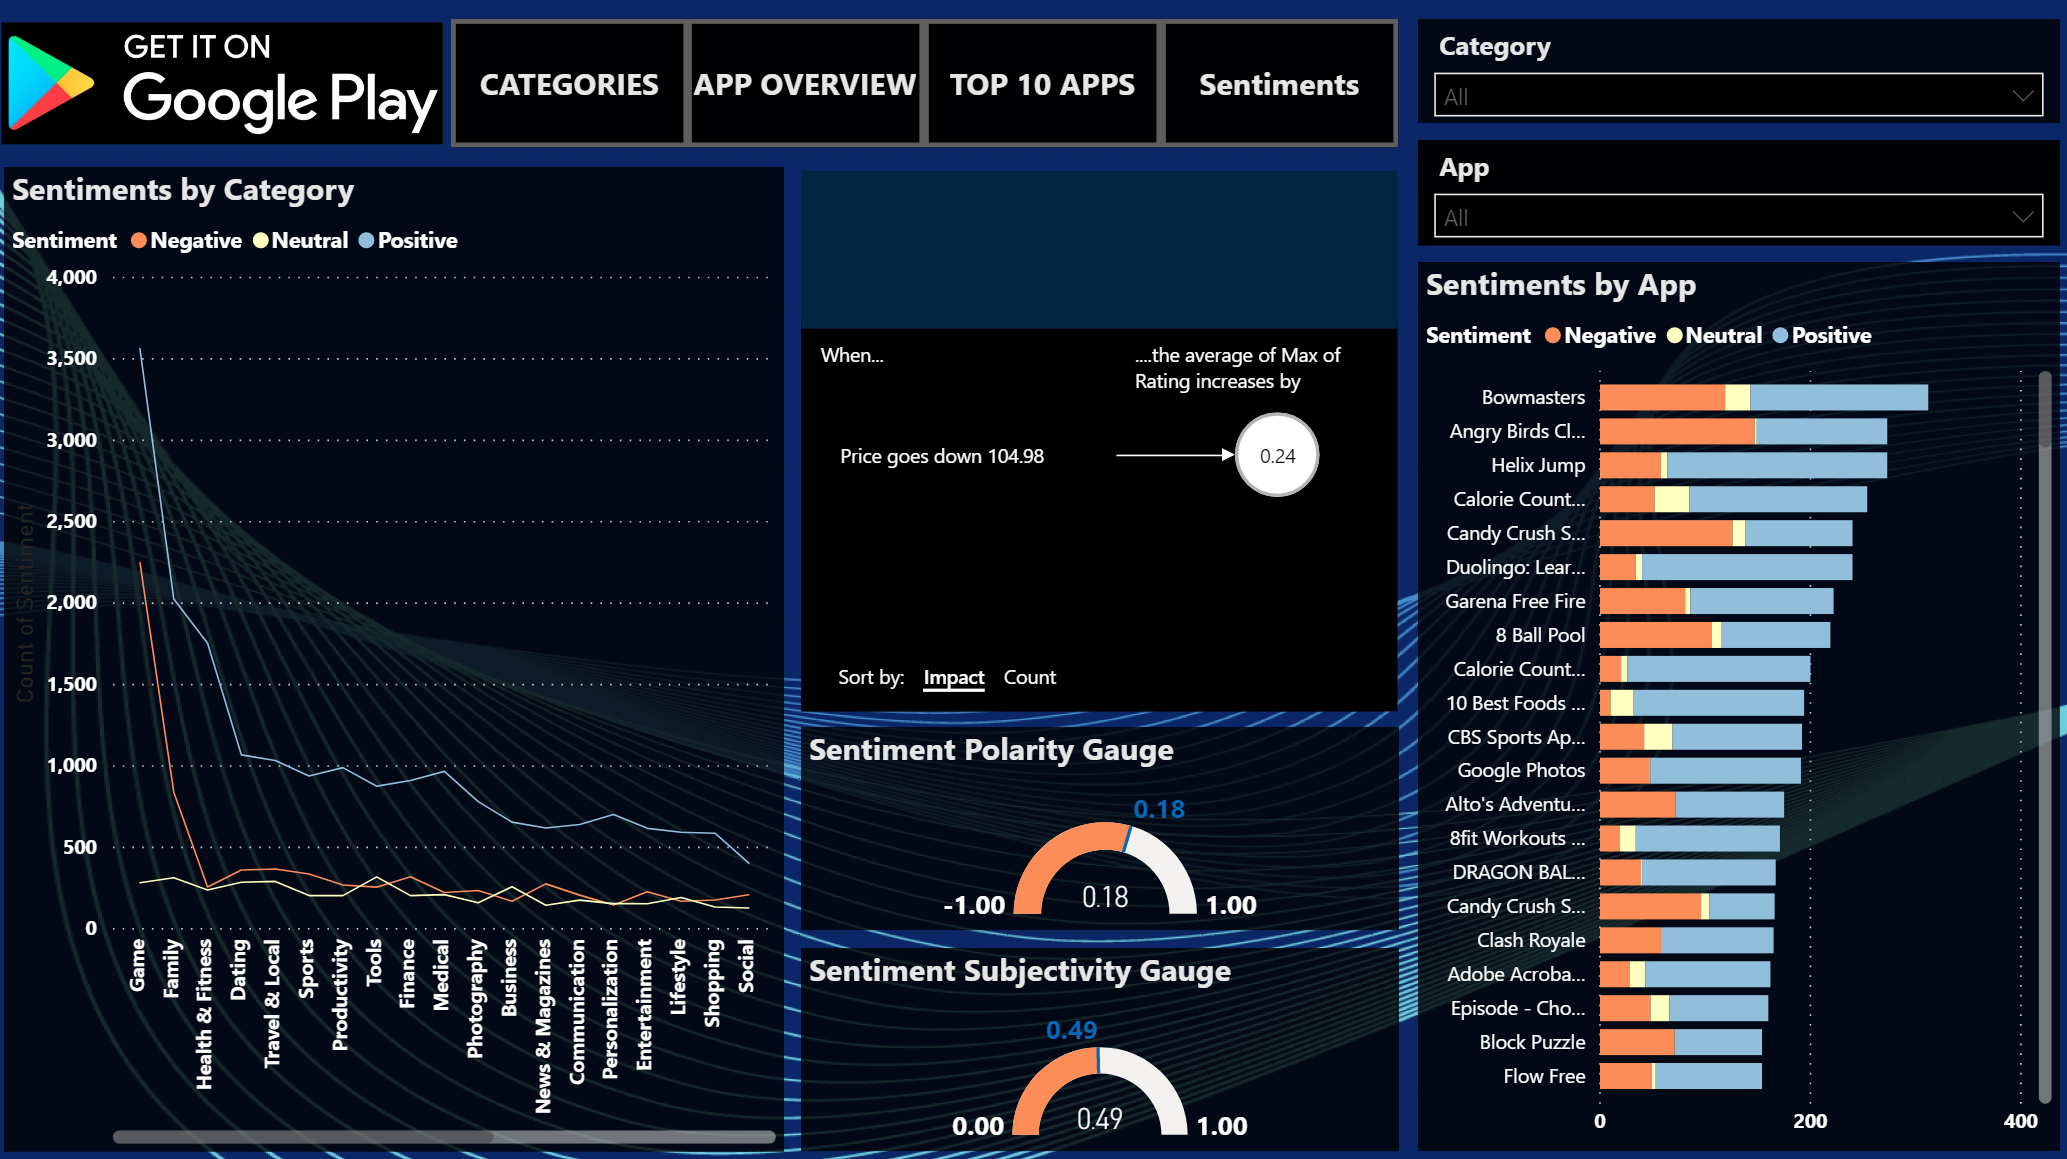 GET IT ON
Google Play
CATEGORIES
APP OVERVIEW
TOP 10 APPS
Sentiments
Category
All
App
All
Sentiments by Category
Sentiment Negative Neutral Positive
Count of Sentiment
4,000
3,500
3,000
2,500
2,000
1,500
1,000
500
0
Game
Family
Health & Fitness
Dating
Travel & Local
Sports
Productivity
Tools
Finance
Medical
Photography
Business
News & Magazines
Communication
Personalization
Entertainment
Lifestyle
Shopping
Social
When...
....the average of Max of
Rating increases by
Price goes down 104.98
0.24
Sort by: Impact Count
Sentiment Polarity Gauge
0.18
-1.00 0.18 1.00
Sentiment Subjectivity Gauge
0.49
0.00 0.49 1.00
Sentiments by App
Sentiment Negative Neutral Positive
Bowmasters
Angry Birds Cl...
Helix Jump
Calorie Count...
Candy Crush S...
Duolingo: Lear...
Garena Free Fire
8 Ball Pool
Calorie Count...
10 Best Foods ...
CBS Sports Ap...
Google Photos
Alto's Adventu...
8fit Workouts ...
DRAGON BAL...
Candy Crush S...
Clash Royale
Adobe Acroba...
Episode - Cho...
Block Puzzle
Flow Free
0 200 400